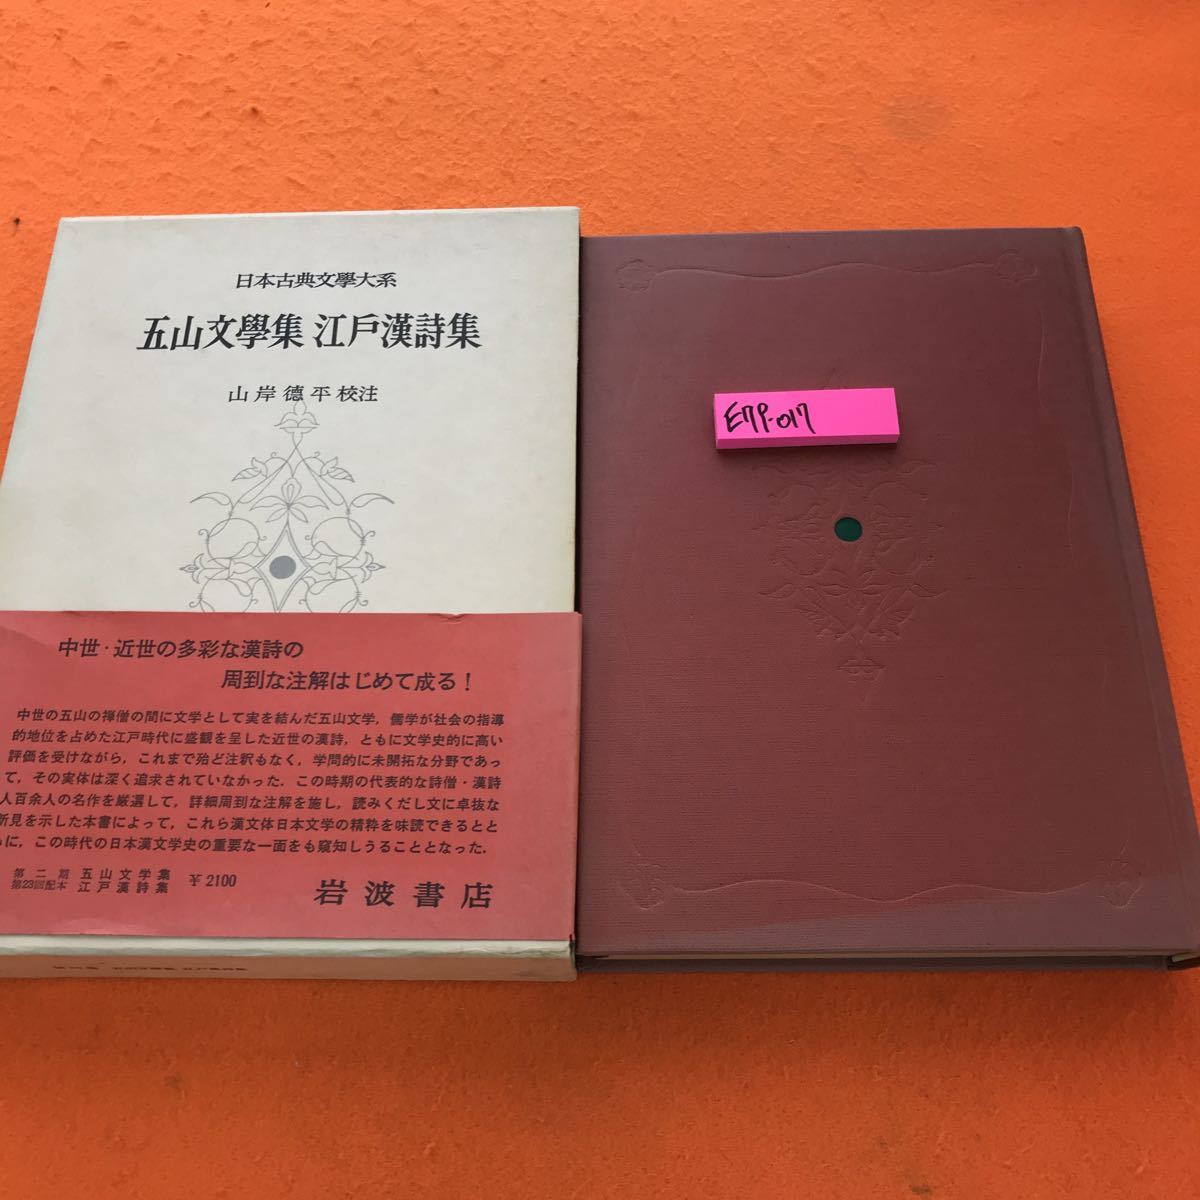 日本古典文學大系
五山文學集 江戶漢詩集
山岸德平校注
E79-017
中世・近世の多彩な漢詩の
周到な注解はじめて成る！
中世の五山の禅僧の間に文学として実を結んだ五山文学，儒学が社会の指導
的地位を占めた江戸時代に盛観を呈した近世の漢詩，ともに文学史的に高い
評価を受けながら，これまで殆ど注釈もなく，学問的に未開拓な分野であっ
て，その実体は深く追求されていなかった．この時期の代表的な詩僧・漢詩
人百余人の名作を厳選して，詳細周到な注解を施し，読みくだし文に卓抜な
新見を示した本書によって，これら漢文体日本文学の精粋を味読できるとと
もに，この時代の日本漢文学史の重要な一面をも窺知しうることとなった．
第二期 五山文学集
第23回配本 江戸漢詩集 ￥2100
岩波書店
五山文學集 江戶漢詩集